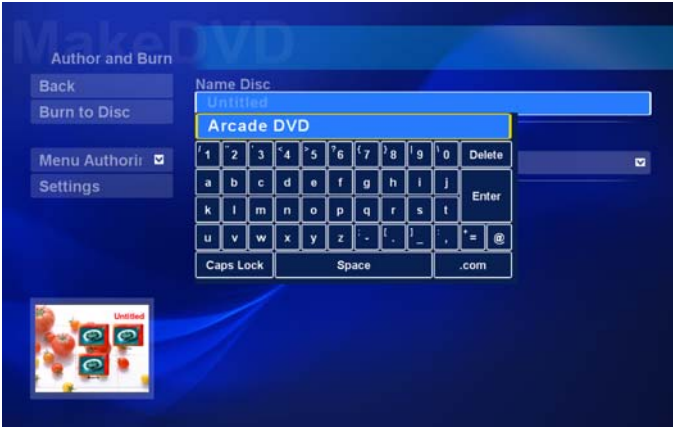 MakeDVD
Author and Burn
Back
Burn to Disc
Menu Authorin
Settings
Name Disc
Untitled
Arcade DVD
/ 1 " 2 ' 3 < 4 > 5 ? 6 { 7 } 8 ! 9 \ 0 Delete
a b c d e f g h i j
Enter
k l m n o p q r s t
u v w x y z ; - [ . ] _ : , + = @
Caps Lock Space .com
Untitled